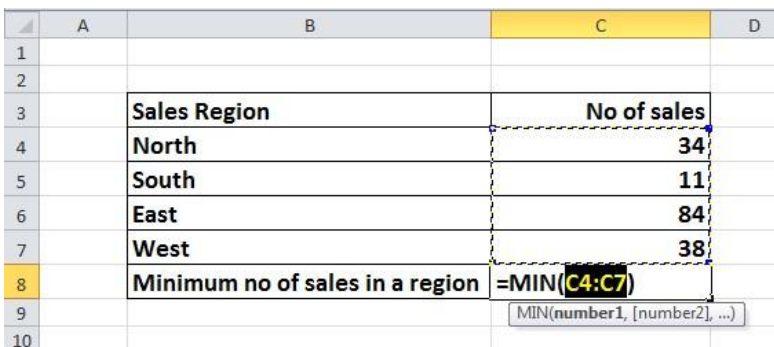 A B C D
1
2
3 Sales Region No of sales
4 North 34
5 South 11
6 East 84
7 West 38
8 Minimum no of sales in a region =MIN(C4:C7)
9 MIN(number1, [number2], ...)
10